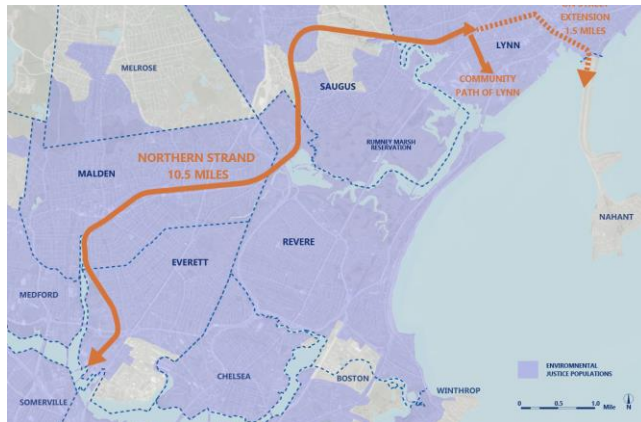 EXTENSION
1.5 MILES
LYNN
MELROSE
SAUGUS
COMMUNITY
PATH OF LYNN
RUMNEY MARSH
RESERVATION
NORTHERN STRAND
10.5 MILES
MALDEN
NAHANT
REVERE
EVERETT
MEDFORD
CHELSEA
BOSTON
WINTHROP
SOMERVILLE
ENVIROMNENTAL
JUSTICE POPULATIONS
0 0.5 1.0
Mile
N